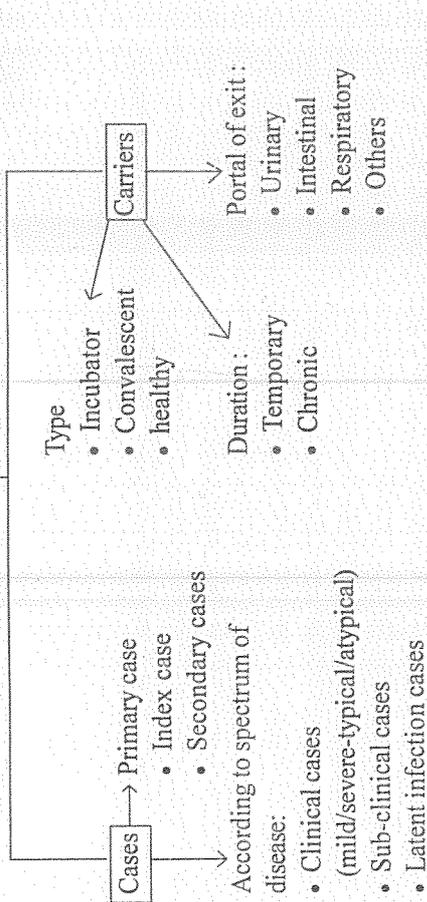 Cases
Primary case
• Index case
• Secondary cases
According to spectrum of
disease:
• Clinical cases
(mild/severe-typical/atypical)
• Sub-clinical cases
• Latent infection cases
Carriers
Type
• Incubator
• Convalescent
• healthy
Duration :
• Temporary
• Chronic
Portal of exit :
• Urinary
• Intestinal
• Respiratory
• Others